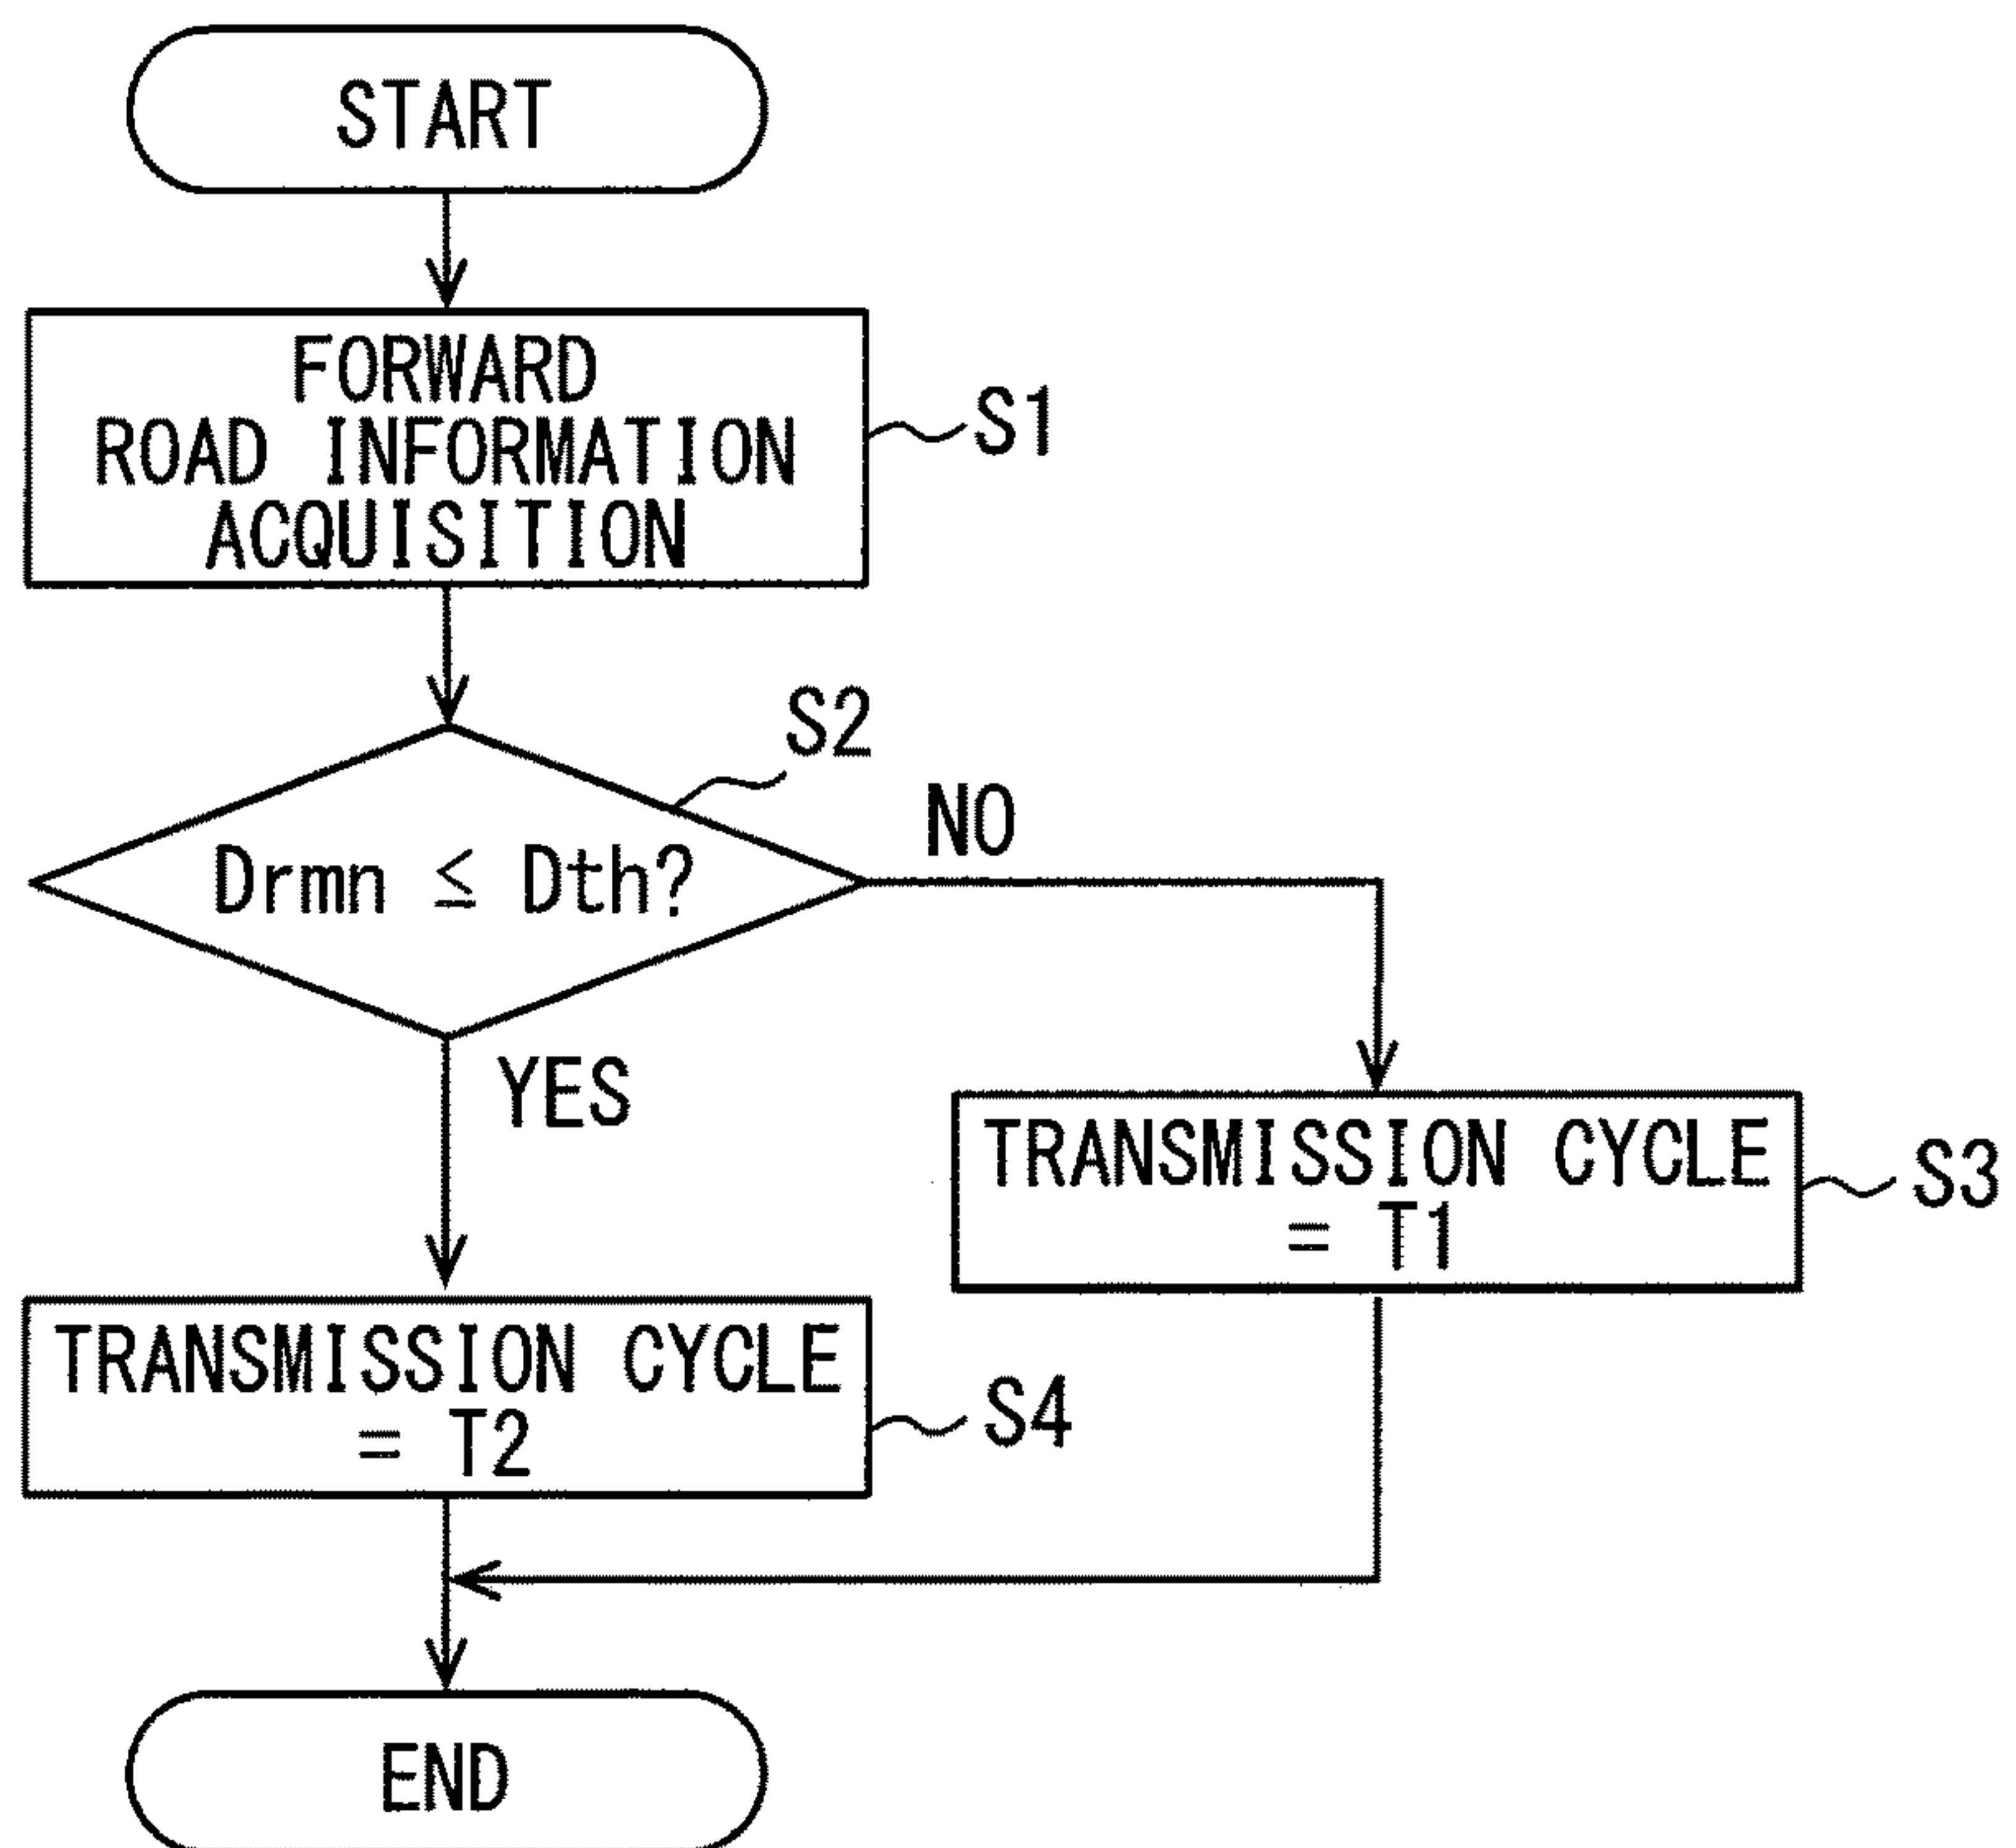 START
FORWARD
ROAD INFORMATION
ACQUISITION
S1
S2
Drmn ≤ Dth?
NO
YES
TRANSMISSION CYCLE
= T1
S3
TRANSMISSION CYCLE
= T2
S4
END